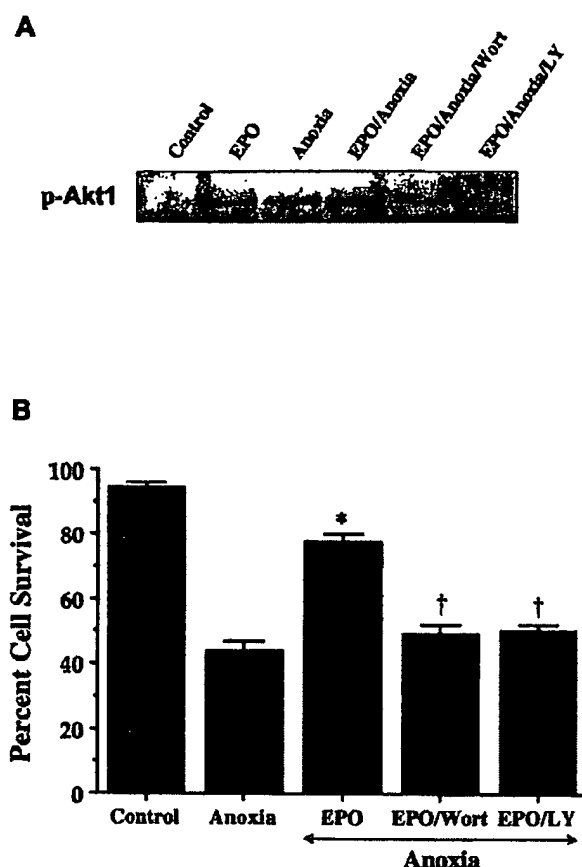 A
Control EPO Anoxia EPO/Anoxia EPO/Anoxia/Wort EPO/Anoxia/LY
p-Akt1
B
Percent Cell Survival
100
80
60
40
20
0
*
†
†
Control Anoxia EPO EPO/Wort EPO/LY
Anoxia